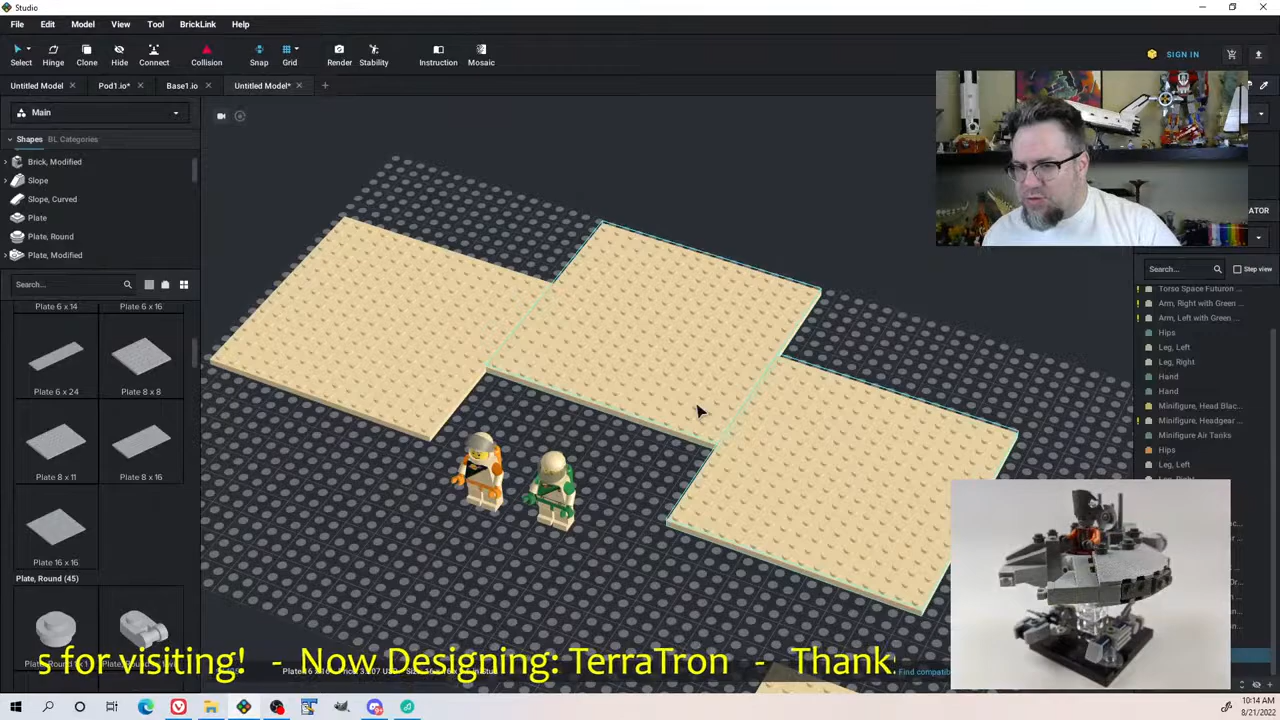 Studio
File Edit Model View Tool BrickLink Help
Select Hinge Clone Hide Connect Collision Snap Grid Render Stability Instruction Mosaic
SIGN IN
Untitled Model Pod1.io* Base1.io Untitled Model*
Main
Shapes BL Categories
Brick, Modified
Slope
Slope, Curved
Plate
Plate, Round
Plate, Modified
Search...
Plate 6 x 14 Plate 6 x 16
Plate 6 x 24 Plate 8 x 8
Plate 8 x 11 Plate 8 x 16
Plate 16 x 16
Plate, Round (45)
Search... Step view
Torso Space Futuron ...
Arm, Right with Green ...
Arm, Left with Green ...
Hips
Leg, Left
Leg, Right
Hand
Hand
Minifigure, Head Blac...
Minifigure, Headgear ...
Minifigure Air Tanks
Hips
Leg, Left
s for visiting! - Now Designing: TerraTron - Thank
Find compatib
10:14 AM
8/21/2022